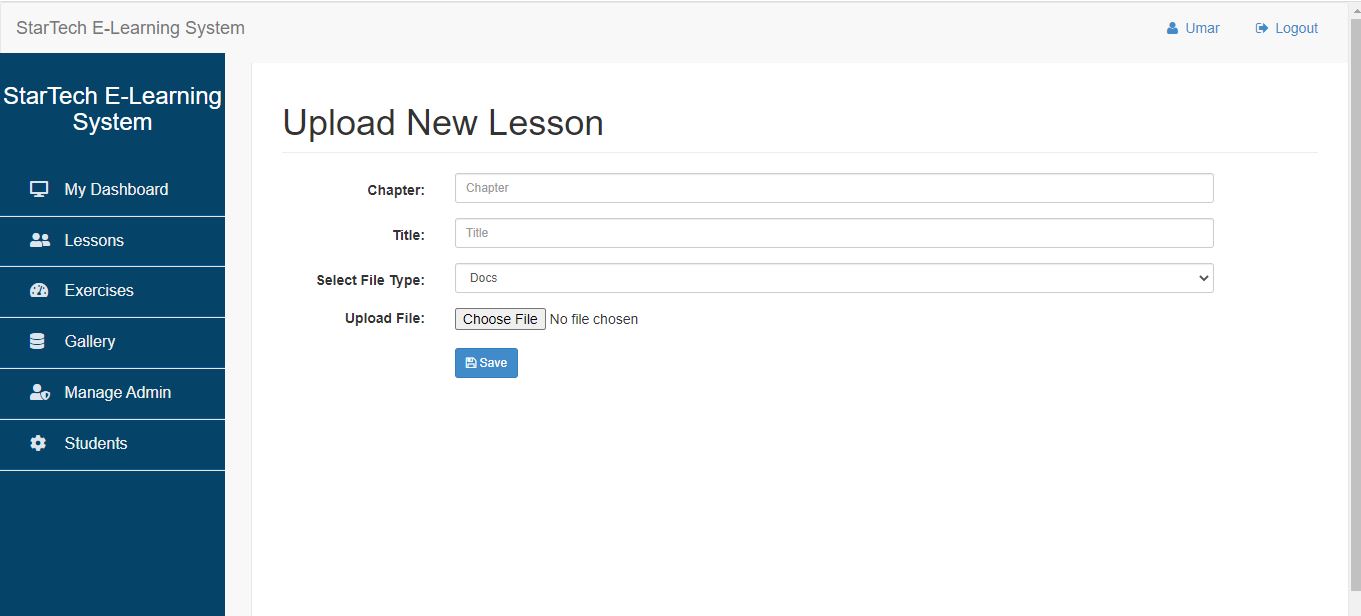 StarTech E-Learning System
Umar
Logout
StarTech E-Learning
System
My Dashboard
Lessons
Exercises
Gallery
Manage Admin
Students
Upload New Lesson
Chapter: Chapter
Title: Title
Select File Type: Docs
Upload File: Choose File No file chosen
Save